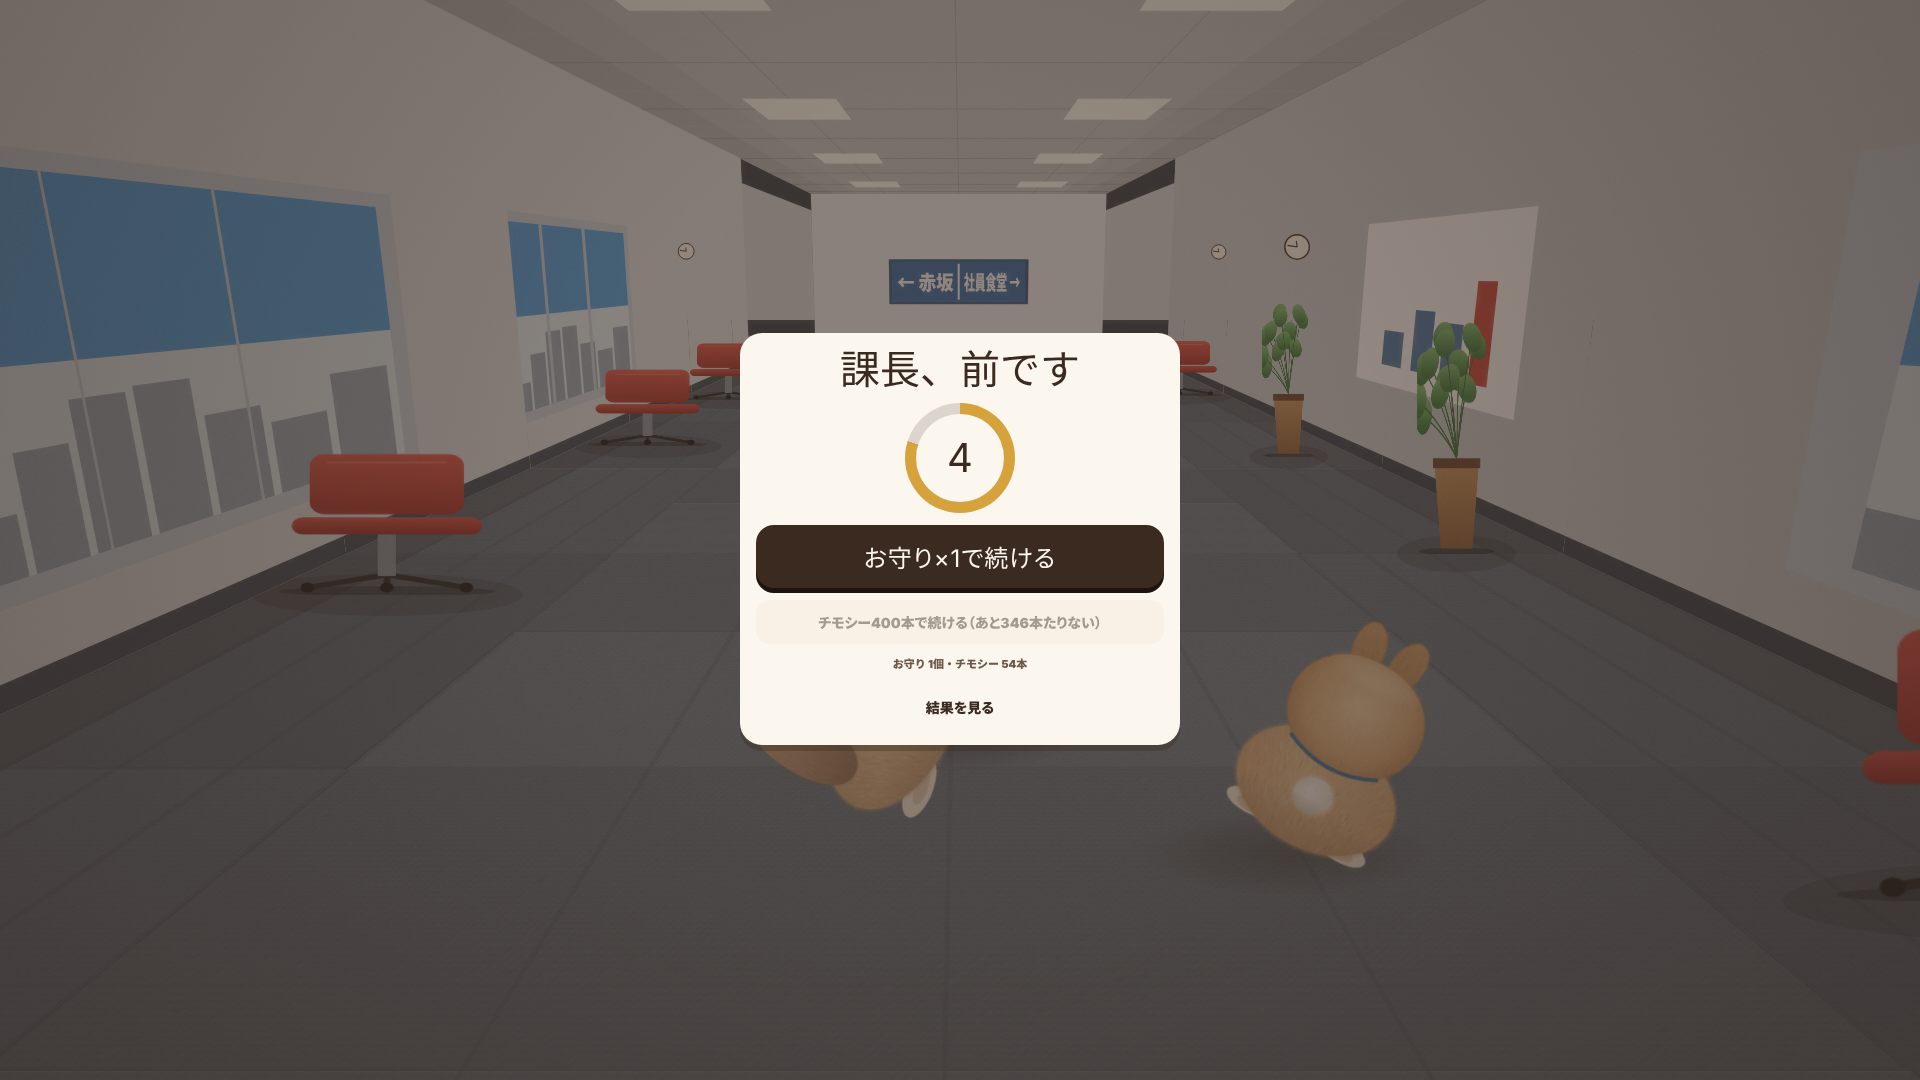 ← 赤坂 社員食堂 →
課長、前です
4
お守り×1で続ける
チモシー400本で続ける（あと346本たりない）
お守り 1個・チモシー 54本
結果を見る